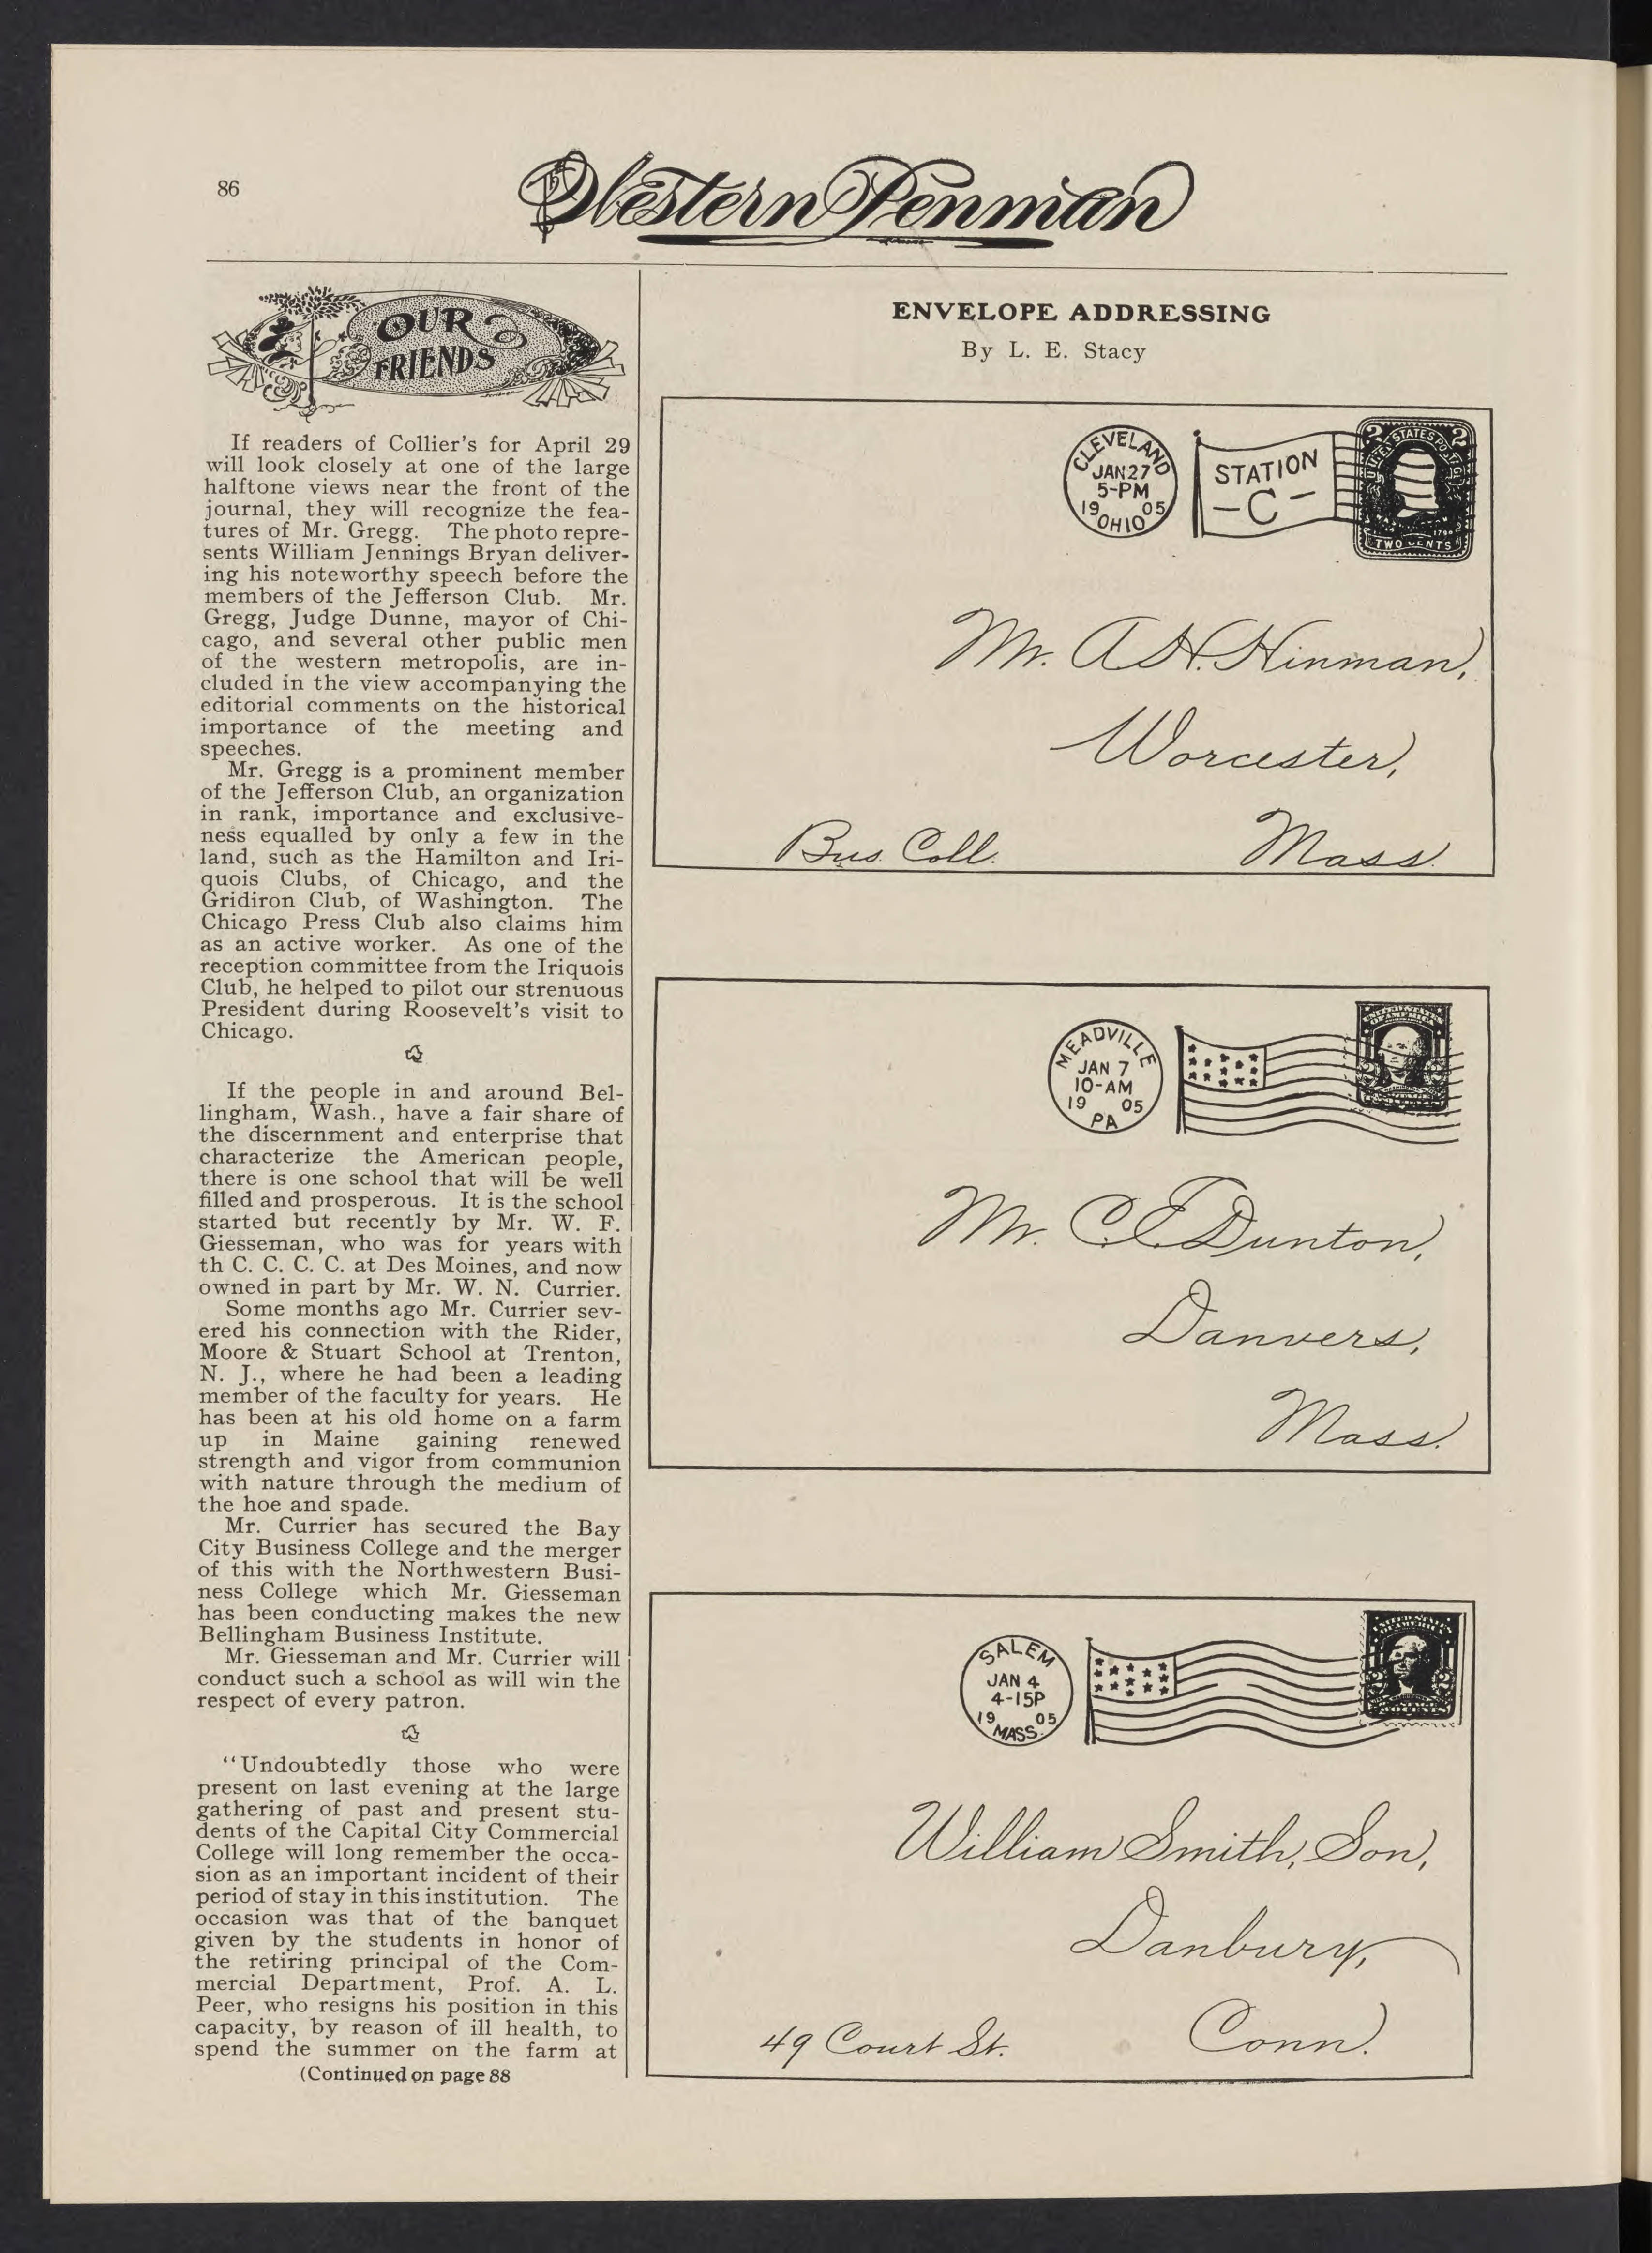 86
Western Penman
OUR
FRIENDS
If readers of Collier's for April 29
will look closely at one of the large
halftone views near the front of the
journal, they will recognize the fea-
tures of Mr. Gregg. The photo repre-
sents William Jennings Bryan deliver-
ing his noteworthy speech before the
members of the Jefferson Club. Mr.
Gregg, Judge Dunne, mayor of Chi-
cago, and several other public men
of the western metropolis, are in-
cluded in the view accompanying the
editorial comments on the historical
importance of the meeting and
speeches.
Mr. Gregg is a prominent member
of the Jefferson Club, an organization
in rank, importance and exclusive-
ness equalled by only a few in the
land, such as the Hamilton and Iri-
quois Clubs, of Chicago, and the
Gridiron Club, of Washington. The
Chicago Press Club also claims him
as an active worker. As one of the
reception committee from the Iriquois
Club, he helped to pilot our strenuous
President during Roosevelt's visit to
Chicago.
If the people in and around Bel-
lingham, Wash., have a fair share of
the discernment and enterprise that
characterize the American people,
there is one school that will be well
filled and prosperous. It is the school
started but recently by Mr. W. F.
Giesseman, who was for years with
th C. C. C. C. at Des Moines, and now
owned in part by Mr. W. N. Currier.
Some months ago Mr. Currier sev-
ered his connection with the Rider,
Moore & Stuart School at Trenton,
N. J., where he had been a leading
member of the faculty for years. He
has been at his old home on a farm
up in Maine gaining renewed
strength and vigor from communion
with nature through the medium of
the hoe and spade.
Mr. Currier has secured the Bay
City Business College and the merger
of this with the Northwestern Busi-
ness College which Mr. Giesseman
has been conducting makes the new
Bellingham Business Institute.
Mr. Giesseman and Mr. Currier will
conduct such a school as will win the
respect of every patron.
"Undoubtedly those who were
present on last evening at the large
gathering of past and present stu-
dents of the Capital City Commercial
College will long remember the occa-
sion as an important incident of their
period of stay in this institution. The
occasion was that of the banquet
given by the students in honor of
the retiring principal of the Com-
mercial Department, Prof. A. L.
Peer, who resigns his position in this
capacity, by reason of ill health, to
spend the summer on the farm at
(Continued on page 88
ENVELOPE ADDRESSING
By L. E. Stacy
CLEVELAND
JAN 27
5-PM
19 05
OHIO
STATION
-C-
2 2
UNITED STATES POSTAGE
TWO CENTS
Mr. A. H. Hinman,
Worcester,
Bus. Coll. Mass.
MEADVILLE
JAN 7
10-AM
19 05
PA
UNITED STATES
OF AMERICA
2 2
Mr. C. E. Dunton,
Danvers,
Mass.
SALEM
JAN 4
4-15P
19 05
MASS.
UNITED STATES
OF AMERICA
2 2
TWO CENTS
William Smith, Son,
Danbury,
49 Court St. Conn.